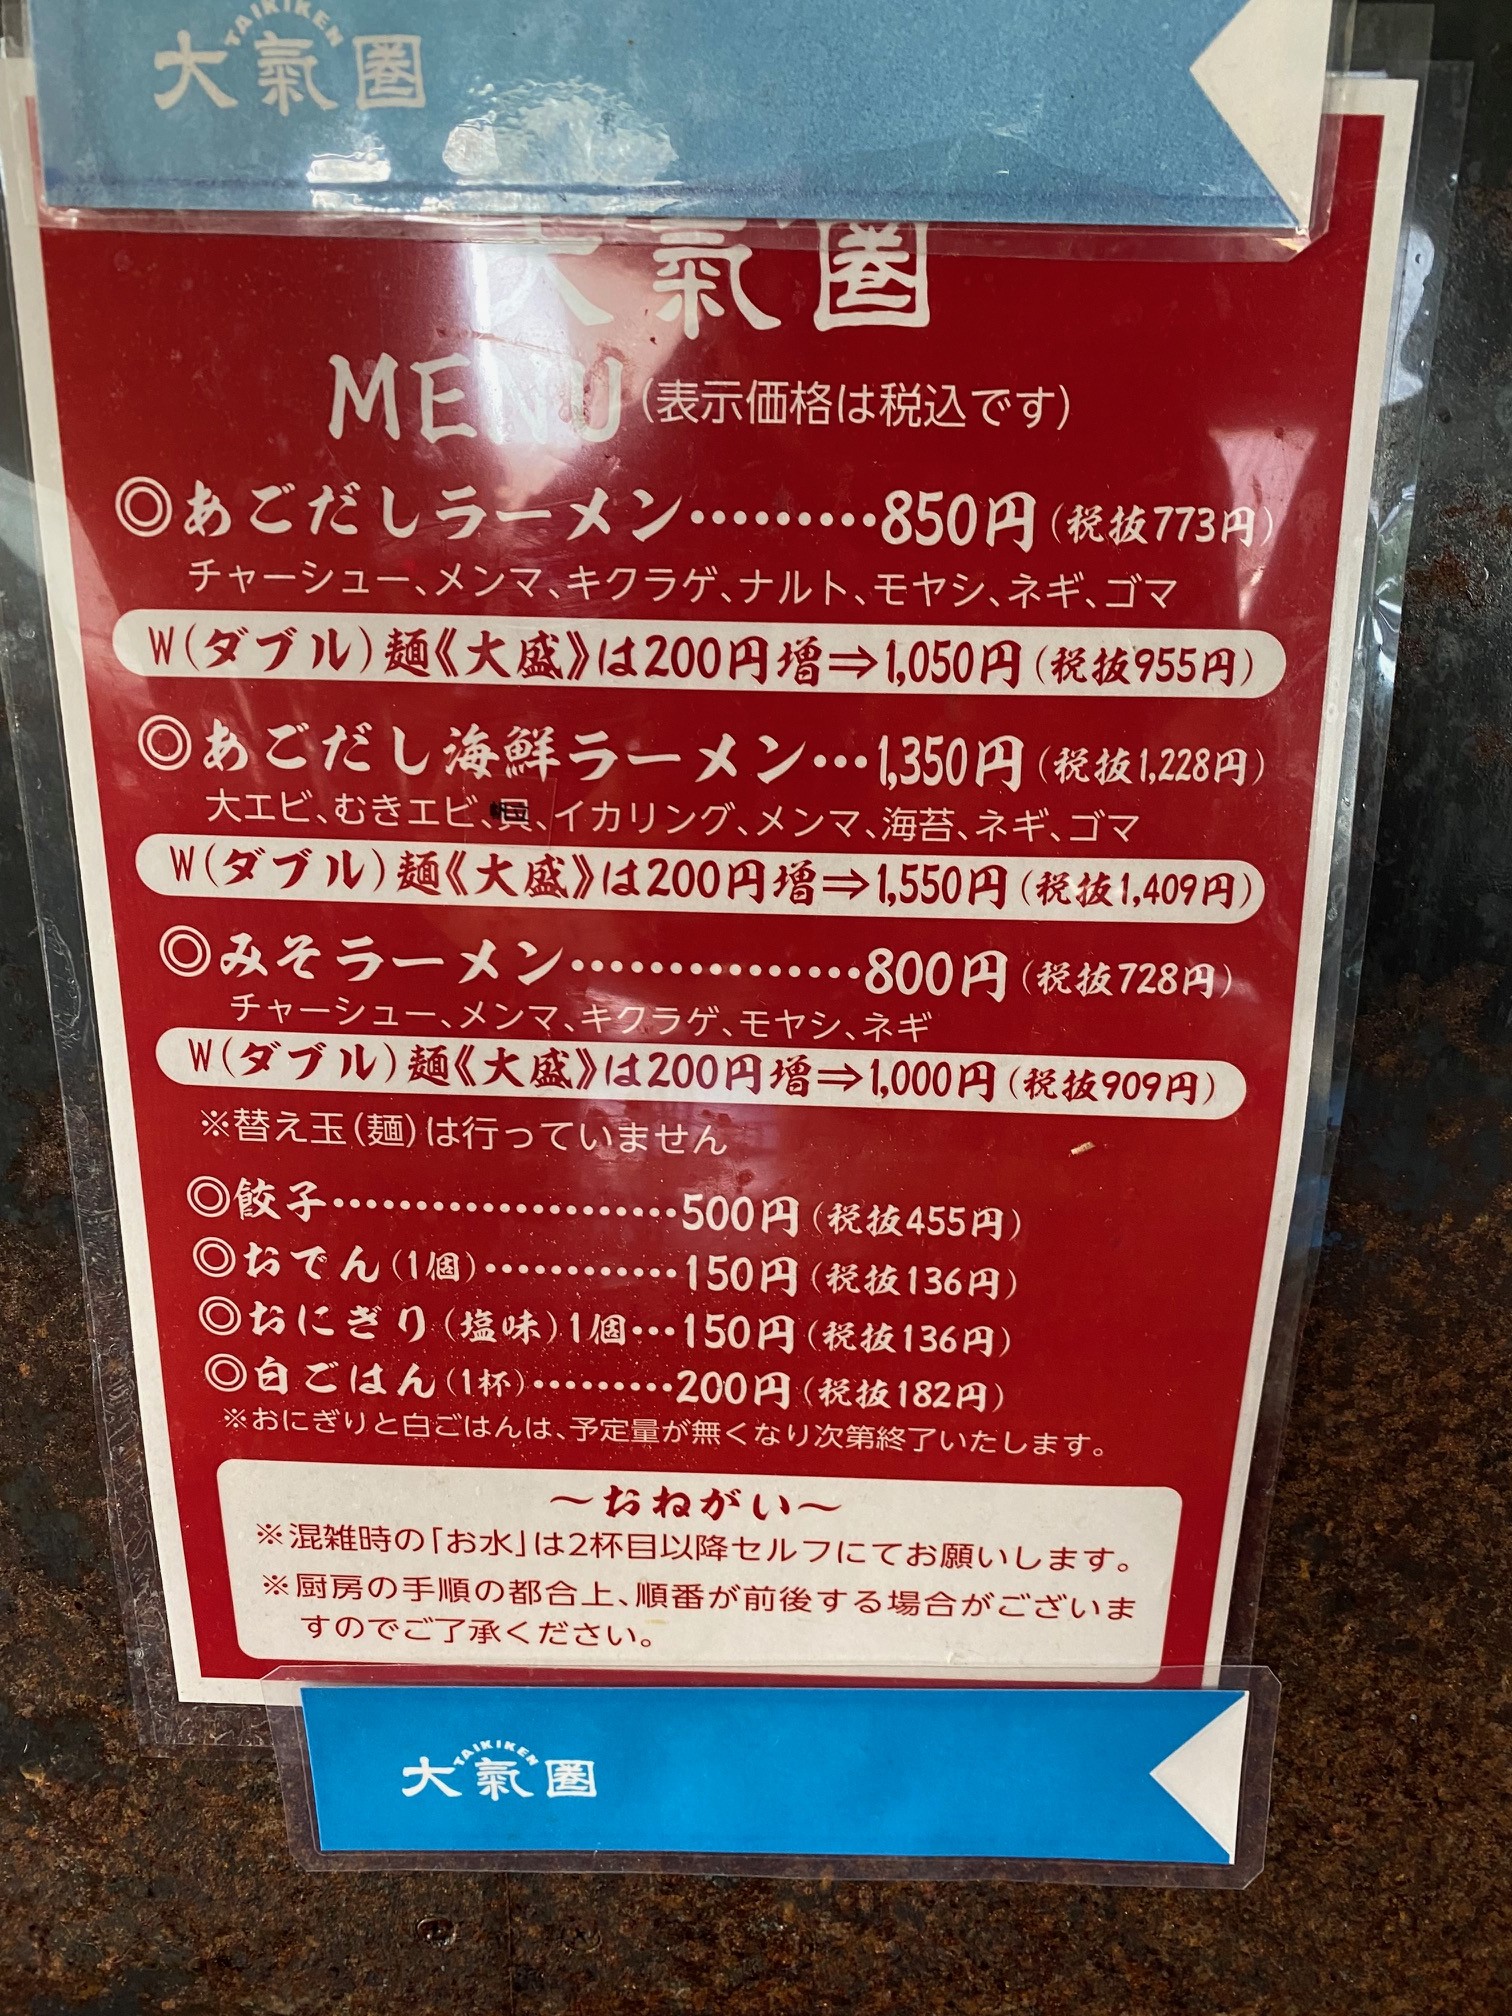 TAIKIKEN
大氣圏
大氣圏
MENU(表示価格は税込です)
◎あごだしラーメン………850円(税抜773円)
チャーシュー、メンマ、キクラゲ、ナルト、モヤシ、ネギ、ゴマ
W(ダブル)麺《大盛》は200円増⇒1,050円(税抜955円)
◎あごだし海鮮ラーメン…1,350円(税抜1,228円)
大エビ、むきエビ、貝、イカリング、メンマ、海苔、ネギ、ゴマ
W(ダブル)麺《大盛》は200円増⇒1,550円(税抜1,409円)
◎みそラーメン……………800円(税抜728円)
チャーシュー、メンマ、キクラゲ、モヤシ、ネギ
W(ダブル)麺《大盛》は200円増⇒1,000円(税抜909円)
※替え玉(麺)は行っていません
◎餃子……………………500円(税抜455円)
◎おでん(1個)…………150円(税抜136円)
◎おにぎり(塩味)1個…150円(税抜136円)
◎白ごはん(1杯)………200円(税抜182円)
※おにぎりと白ごはんは、予定量が無くなり次第終了いたします。
～おねがい～
※混雑時の「お水」は2杯目以降セルフにてお願いします。
※厨房の手順の都合上、順番が前後する場合がございま
すのでご了承ください。
TAIKIKEN
大氣圏